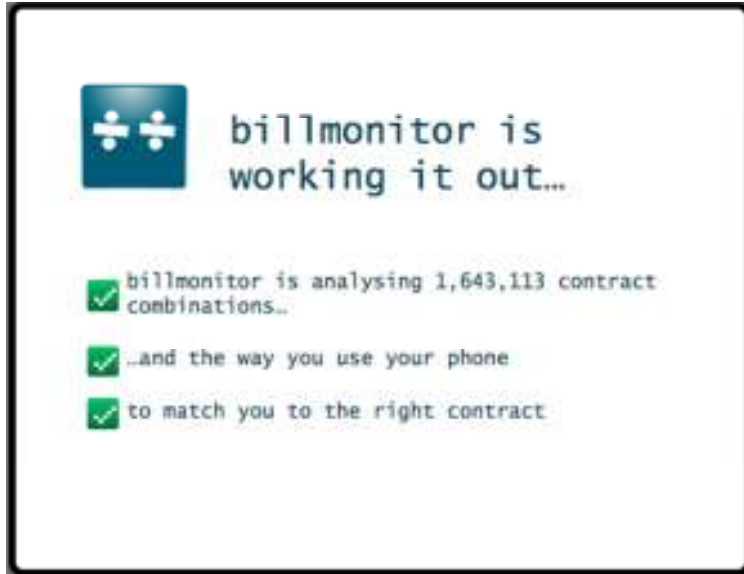 billmonitor is
working it out…
billmonitor is analysing 1,643,113 contract
combinations…
…and the way you use your phone
to match you to the right contract